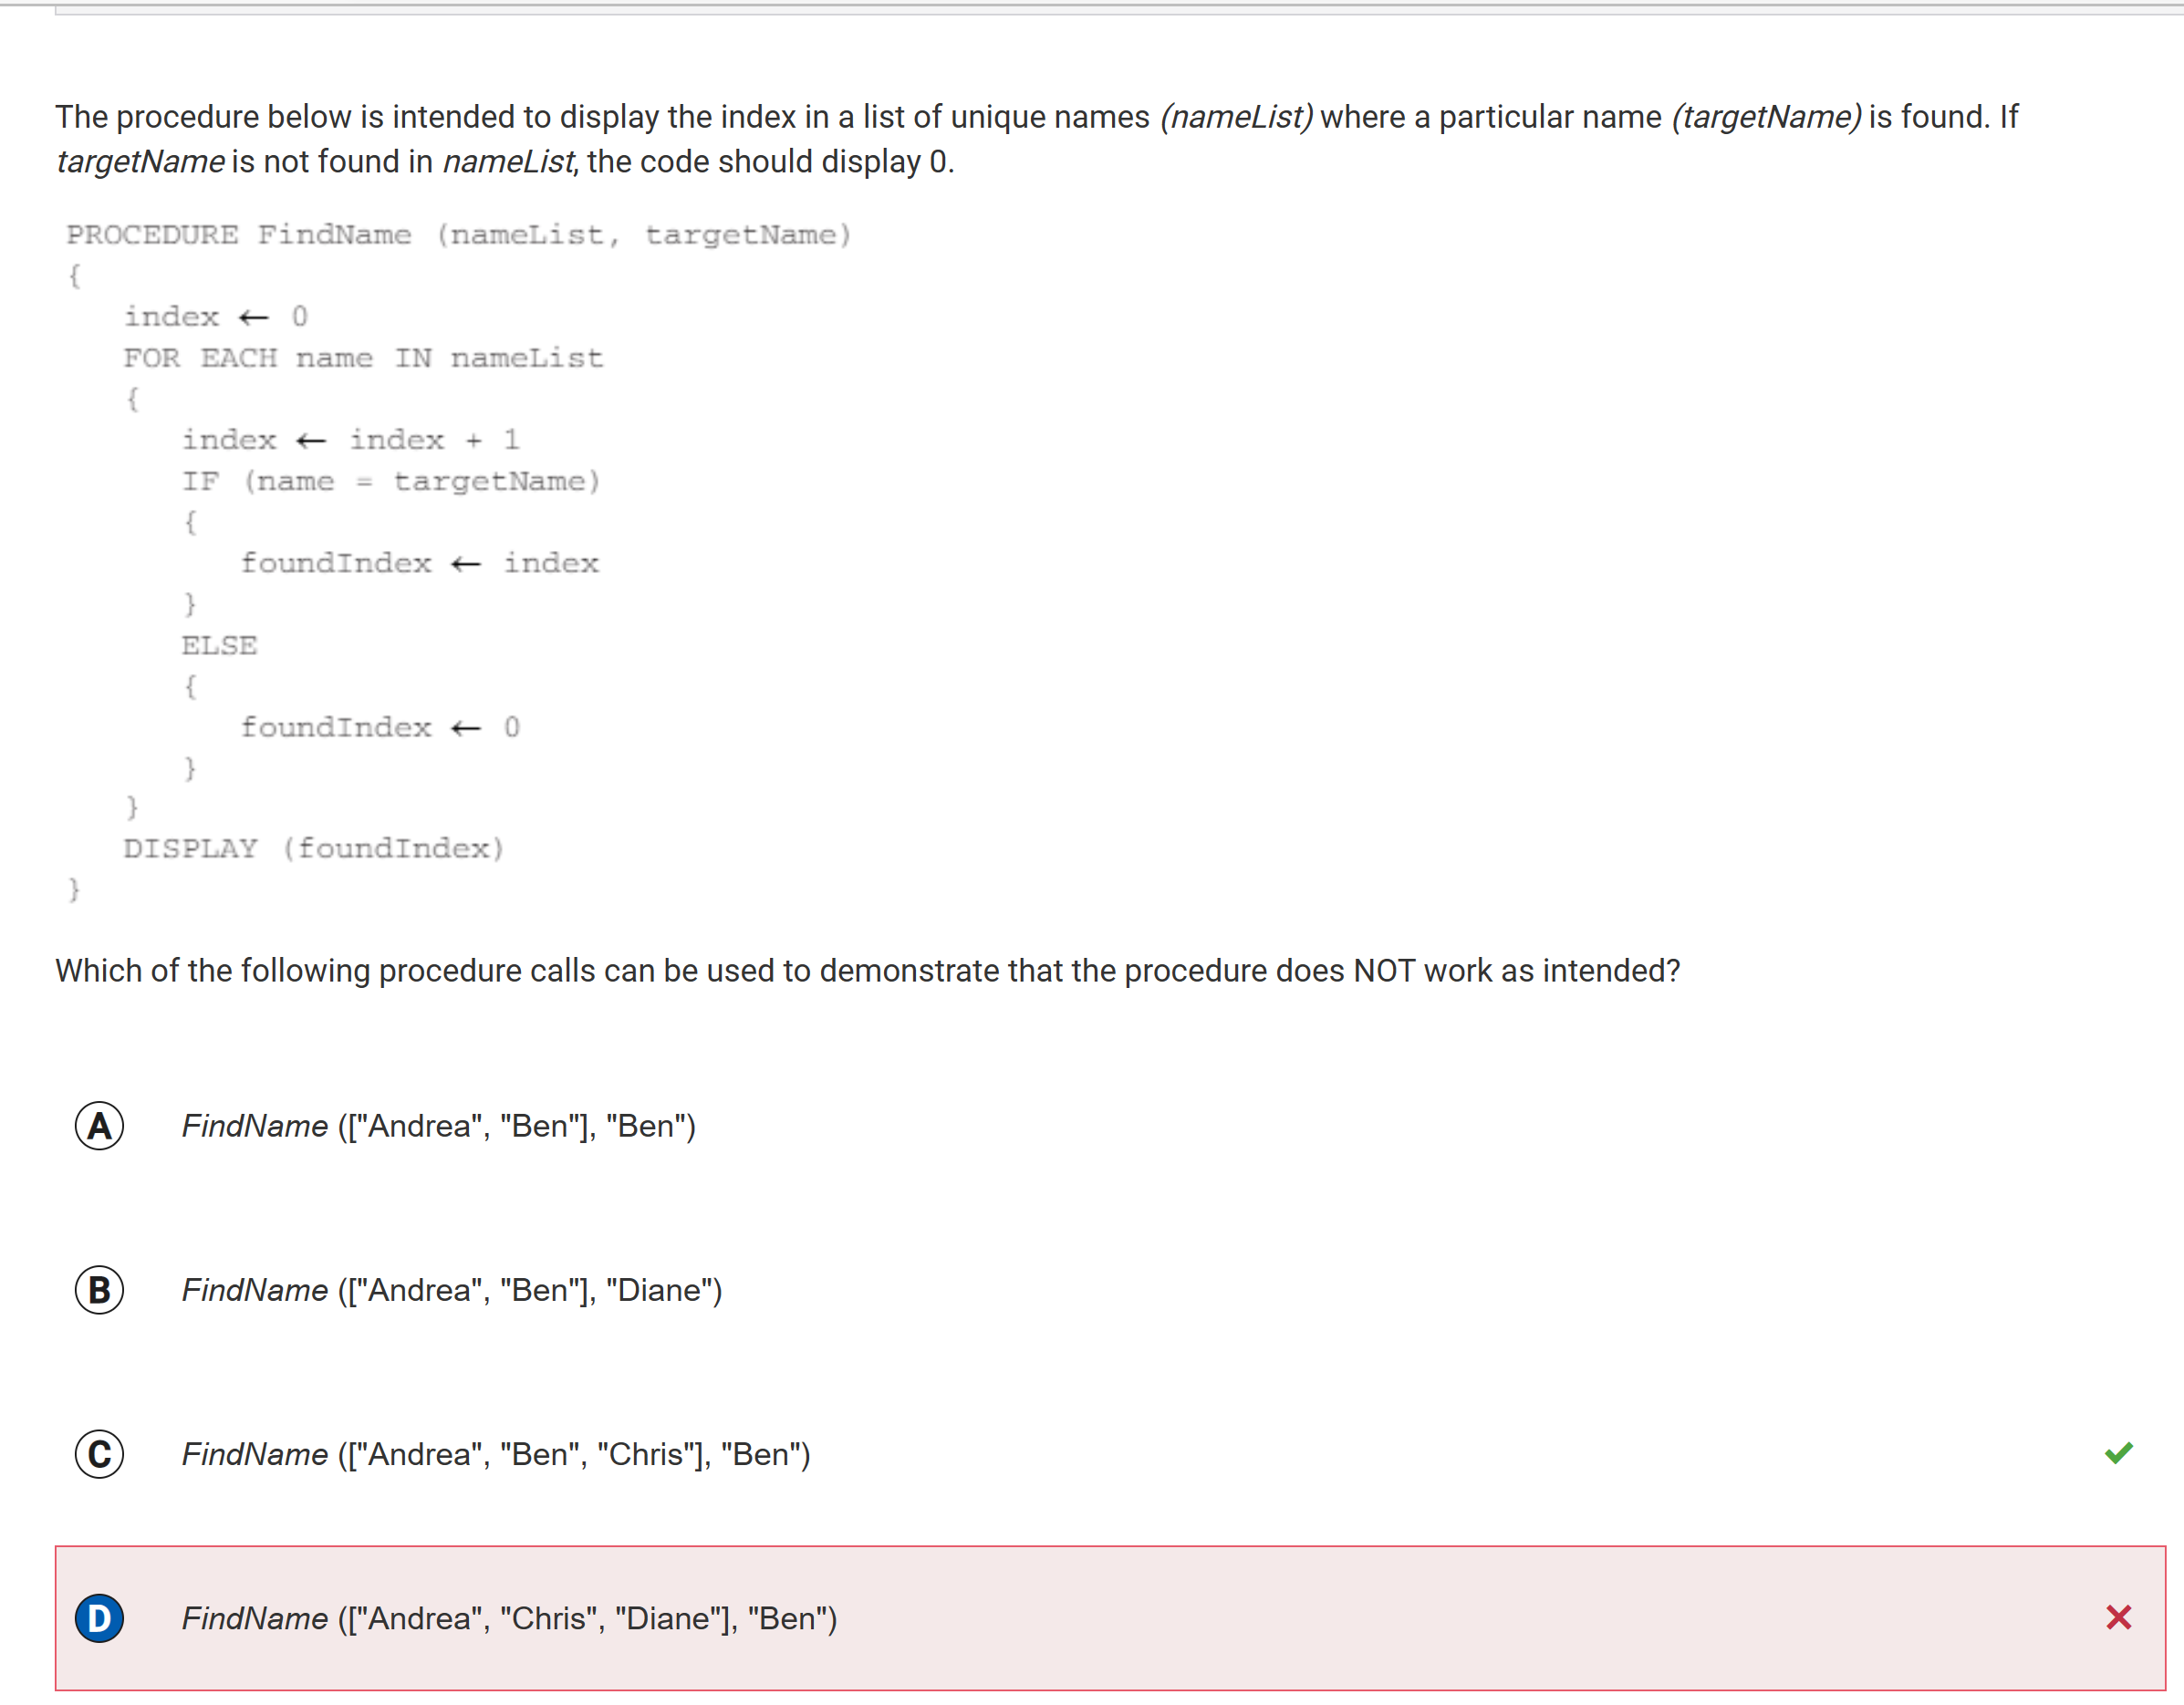 The procedure below is intended to display the index in a list of unique names (nameList) where a particular name (targetName) is found. If
targetName is not found in nameList, the code should display 0.
PROCEDURE FindName (nameList, targetName)
{
index ← 0
FOR EACH name IN nameList
{
index ← index + 1
IF (name = targetName)
{
foundIndex ← index
}
ELSE
{
foundIndex ← 0
}
}
DISPLAY (foundIndex)
}
Which of the following procedure calls can be used to demonstrate that the procedure does NOT work as intended?
A FindName (["Andrea", "Ben"], "Ben")
B FindName (["Andrea", "Ben"], "Diane")
C FindName (["Andrea", "Ben", "Chris"], "Ben")
D FindName (["Andrea", "Chris", "Diane"], "Ben")